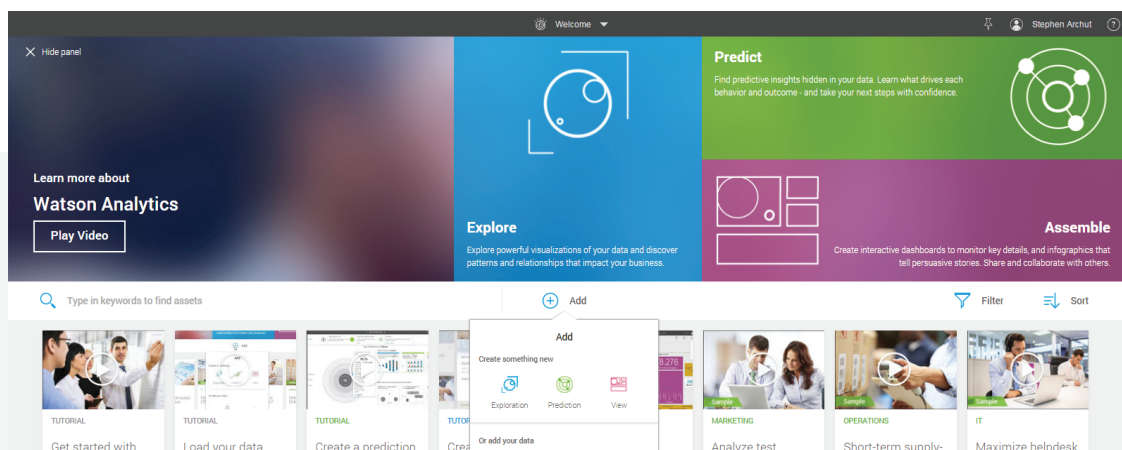 Welcome
Stephen Archut
?
Hide panel
Learn more about
Watson Analytics
Play Video
Explore
Explore powerful visualizations of your data and discover
patterns and relationships that impact your business.
Predict
Find predictive insights hidden in your data. Learn what drives each
behavior and outcome - and take your next steps with confidence.
Assemble
Create interactive dashboards to monitor key details, and infographics that
tell persuasive stories. Share and collaborate with others.
Type in keywords to find assets
Add
Filter
Sort
Add
Create something new
Exploration
Prediction
View
Or add your data
TUTORIAL
Get started with
TUTORIAL
Load your data
TUTORIAL
Create a prediction
TUTOR
Crea
8.276
Sample
MARKETING
Analyze test
Sample
OPERATIONS
Short-term supply-
Sample
IT
Maximize helpdesk